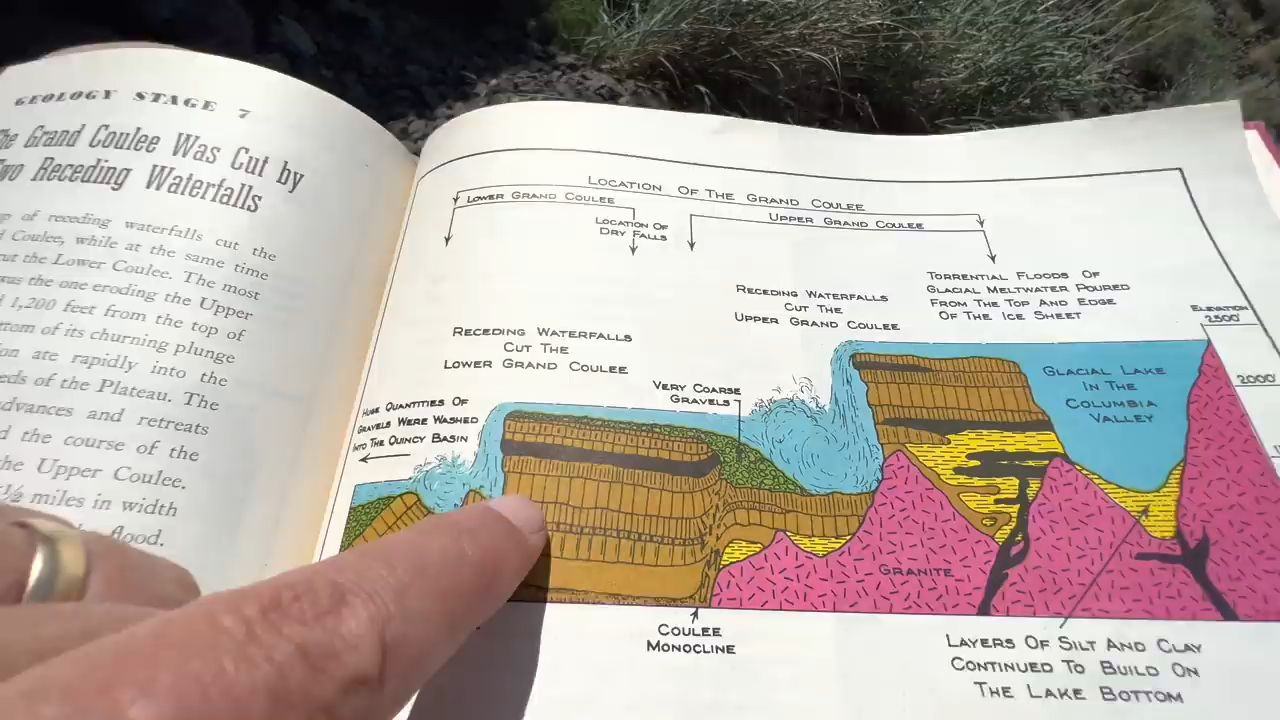 GEOLOGY STAGE 7
The Grand Coulee Was Cut by
Two Receding Waterfalls
of receding waterfalls cut the
Coulee, while at the same time
cut the Lower Coulee. The most
was the one eroding the Upper
1,200 feet from the top of
of its churning plunge
ate rapidly into the
of the Plateau. The
advances and retreats
the course of the
the Upper Coulee.
½ miles in width
flood.
LOCATION OF THE GRAND COULEE
LOWER GRAND COULEE
UPPER GRAND COULEE
LOCATION OF
DRY FALLS
TORRENTIAL FLOODS OF
GLACIAL MELTWATER POURED
FROM THE TOP AND EDGE
OF THE ICE SHEET
RECEDING WATERFALLS
CUT THE
UPPER GRAND COULEE
ELEVATION
2500'
RECEDING WATERFALLS
CUT THE
LOWER GRAND COULEE
2000'
GLACIAL LAKE
IN THE
COLUMBIA
VALLEY
VERY COARSE
GRAVELS
HUGE QUANTITIES OF
GRAVELS WERE WASHED
INTO THE QUINCY BASIN
GRANITE
COULEE
MONOCLINE
LAYERS OF SILT AND CLAY
CONTINUED TO BUILD ON
THE LAKE BOTTOM